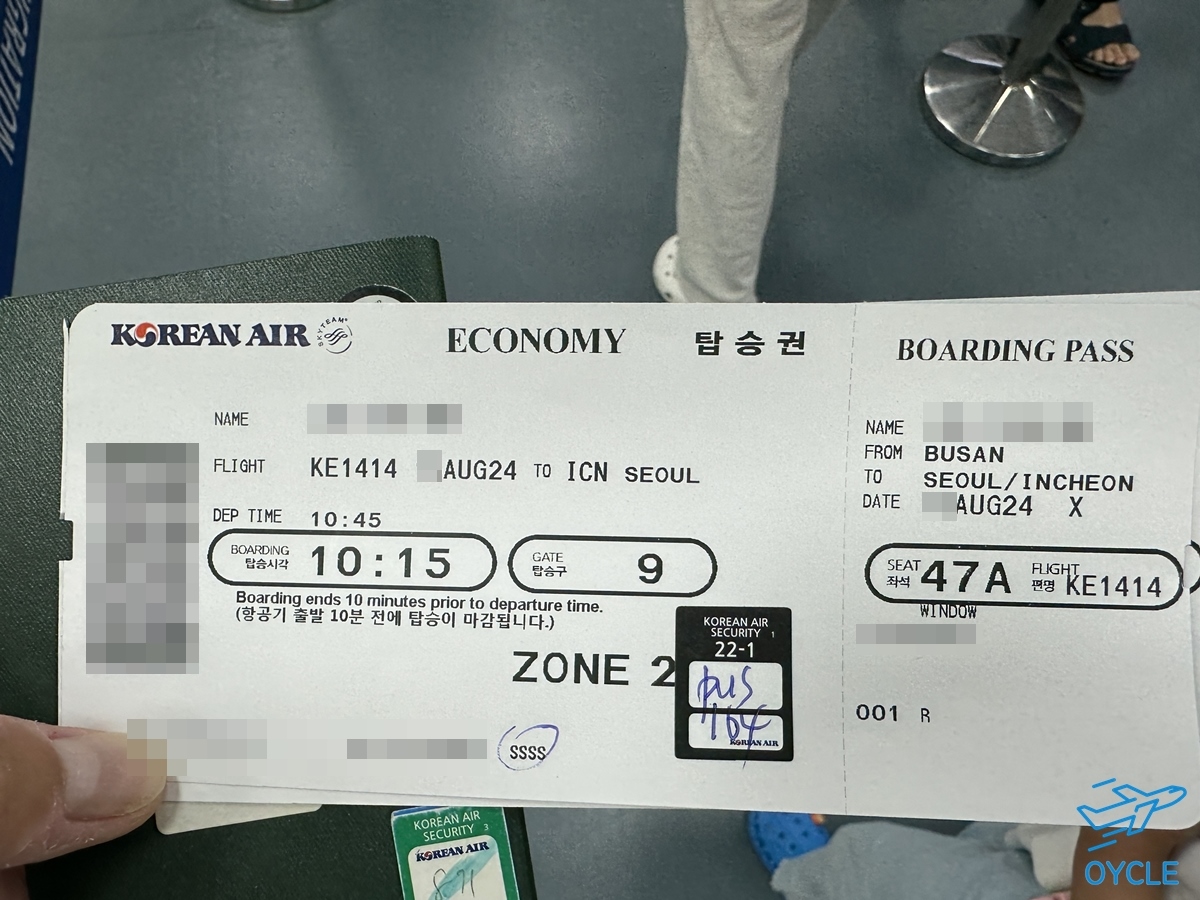 KOREAN AIR SKYTEAM ECONOMY 탑승권 BOARDING PASS
NAME
FLIGHT KE1414 AUG24 TO ICN SEOUL
DEP TIME 10:45
BOARDING 탑승시각 10:15 GATE 탑승구 9
Boarding ends 10 minutes prior to departure time.
(항공기 출발 10분 전에 탑승이 마감됩니다.)
ZONE 2
SSSS
KOREAN AIR
SECURITY 1
22-1
pus
764
KOREAN AIR
NAME
FROM BUSAN
TO SEOUL/INCHEON
DATE AUG24 X
SEAT 좌석 47A FLIGHT 편명 KE1414
WINDOW
001 R
KOREAN AIR
SECURITY 3
KOREAN AIR
OYCLE